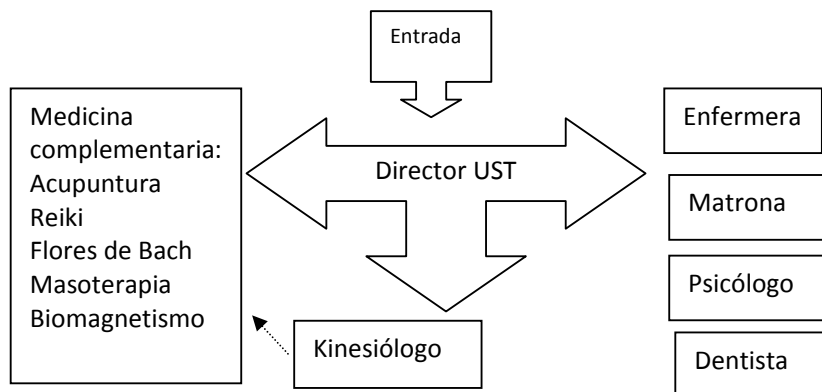 Entrada
Medicina
complementaria:
Acupuntura
Reiki
Flores de Bach
Masoterapia
Biomagnetismo
Director UST
Kinesiólogo
Enfermera
Matrona
Psicólogo
Dentista